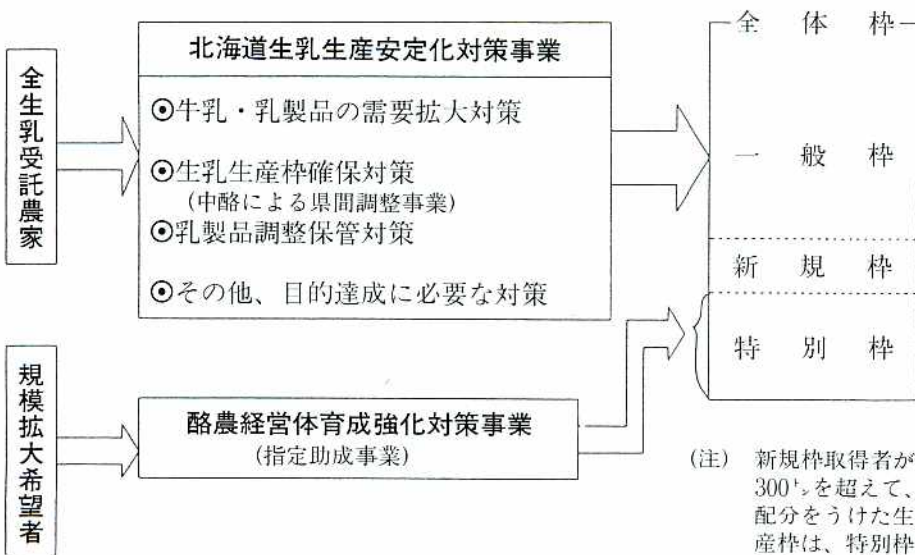 全生乳受託農家
北海道生乳生産安定化対策事業
⦿牛乳・乳製品の需要拡大対策
⦿生乳生産枠確保対策
(中酪による県間調整事業)
⦿乳製品調整保管対策
⦿その他、目的達成に必要な対策
全体枠
一般枠
新規枠
特別枠
規模拡大希望者
酪農経営体育成強化対策事業
(指定助成事業)
(注) 新規枠取得者が
300㌧を超えて、
配分をうけた生
産枠は、特別枠